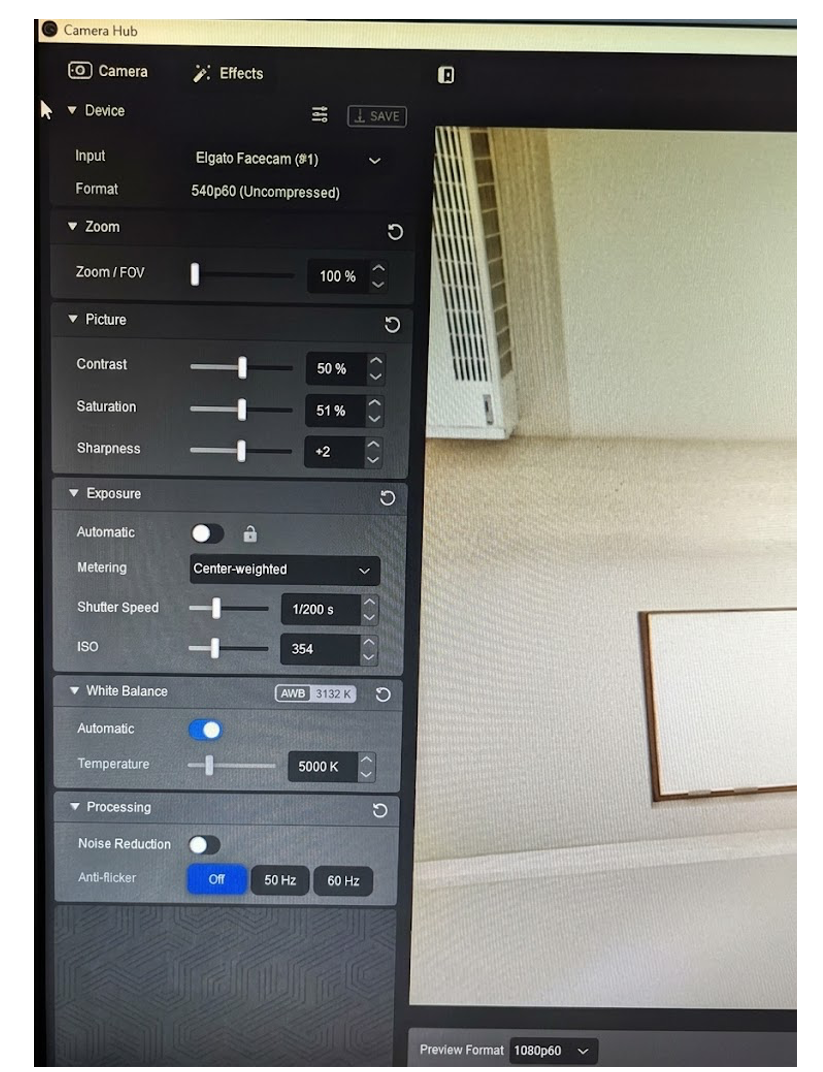 Camera Hub
Camera
Effects
Device
SAVE
Input
Elgato Facecam (#1)
Format
540p60 (Uncompressed)
Zoom
Zoom / FOV
100 %
Picture
Contrast
50 %
Saturation
51 %
Sharpness
+2
Exposure
Automatic
Metering
Center-weighted
Shutter Speed
1/200 s
ISO
354
White Balance
AWB 3132 K
Automatic
Temperature
5000 K
Processing
Noise Reduction
Anti-flicker
Off
50 Hz
60 Hz
Preview Format
1080p60